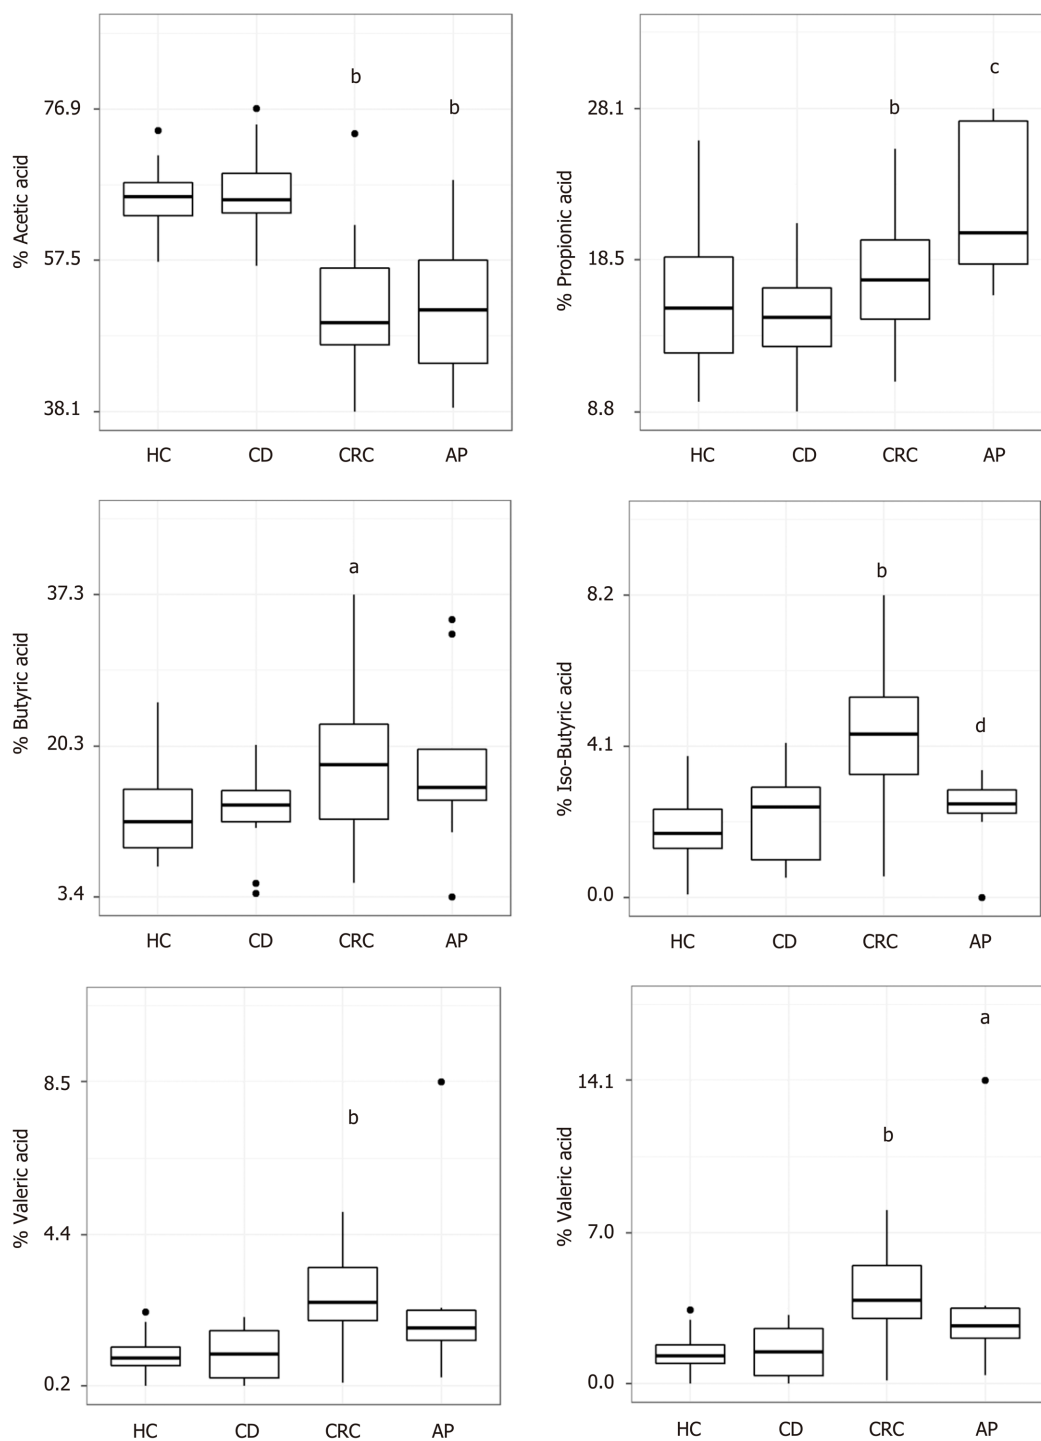 b
b
76.9
57.5
38.1
% Acetic acid
HC CD CRC AP
c
b
28.1
18.5
8.8
% Propionic acid
HC CD CRC AP
a
37.3
20.3
3.4
% Butyric acid
HC CD CRC AP
b
d
8.2
4.1
0.0
% Iso-Butyric acid
HC CD CRC AP
b
8.5
4.4
0.2
% Valeric acid
HC CD CRC AP
a
b
14.1
7.0
0.0
% Valeric acid
HC CD CRC AP